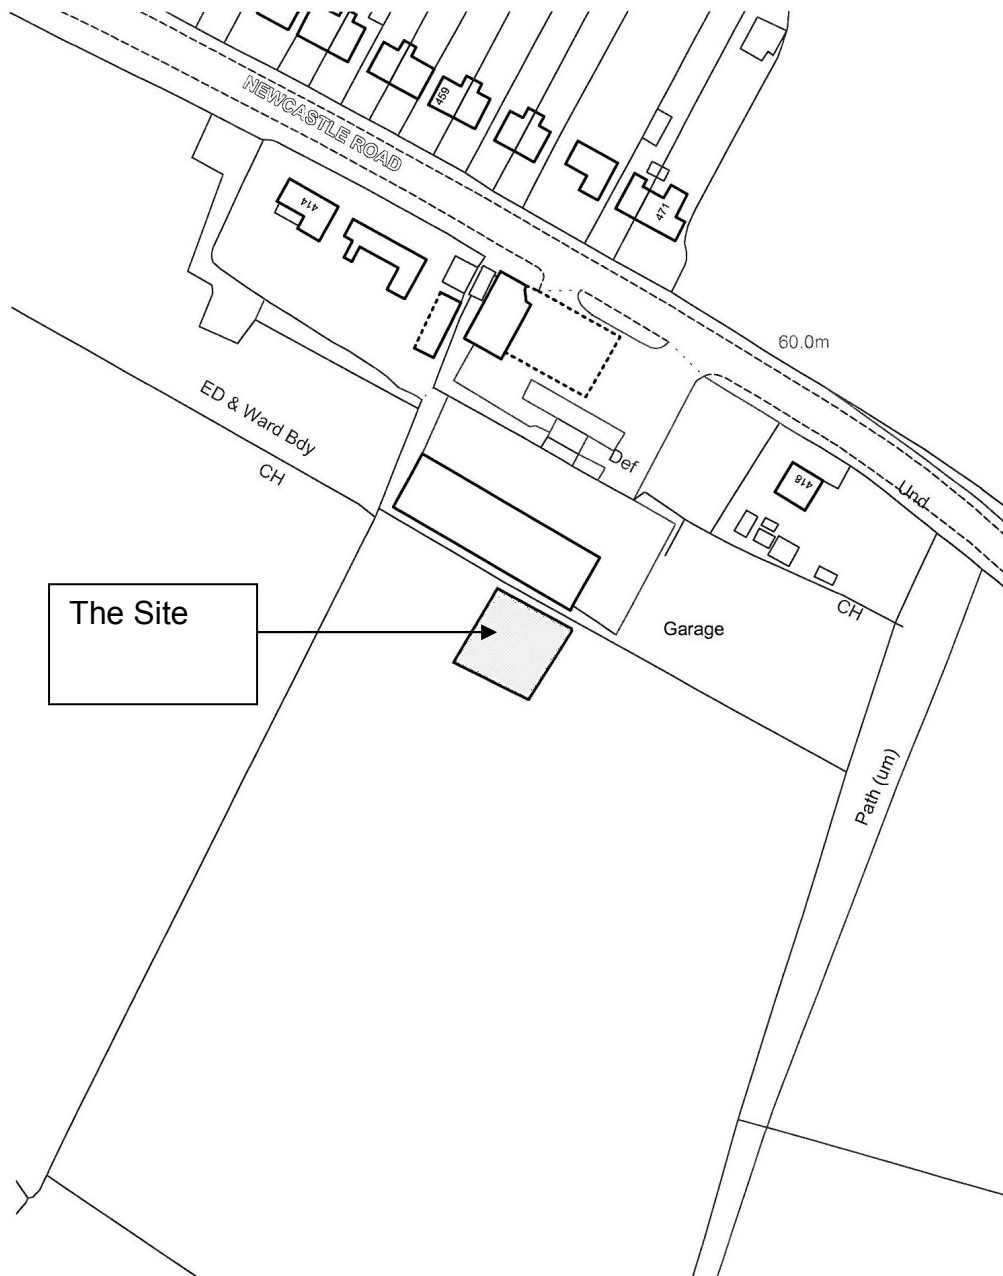 NEWCASTLE ROAD
459
471
414
60.0m
ED & Ward Bdy
CH
Def
418
Und
The Site
CH
Garage
Path (um)